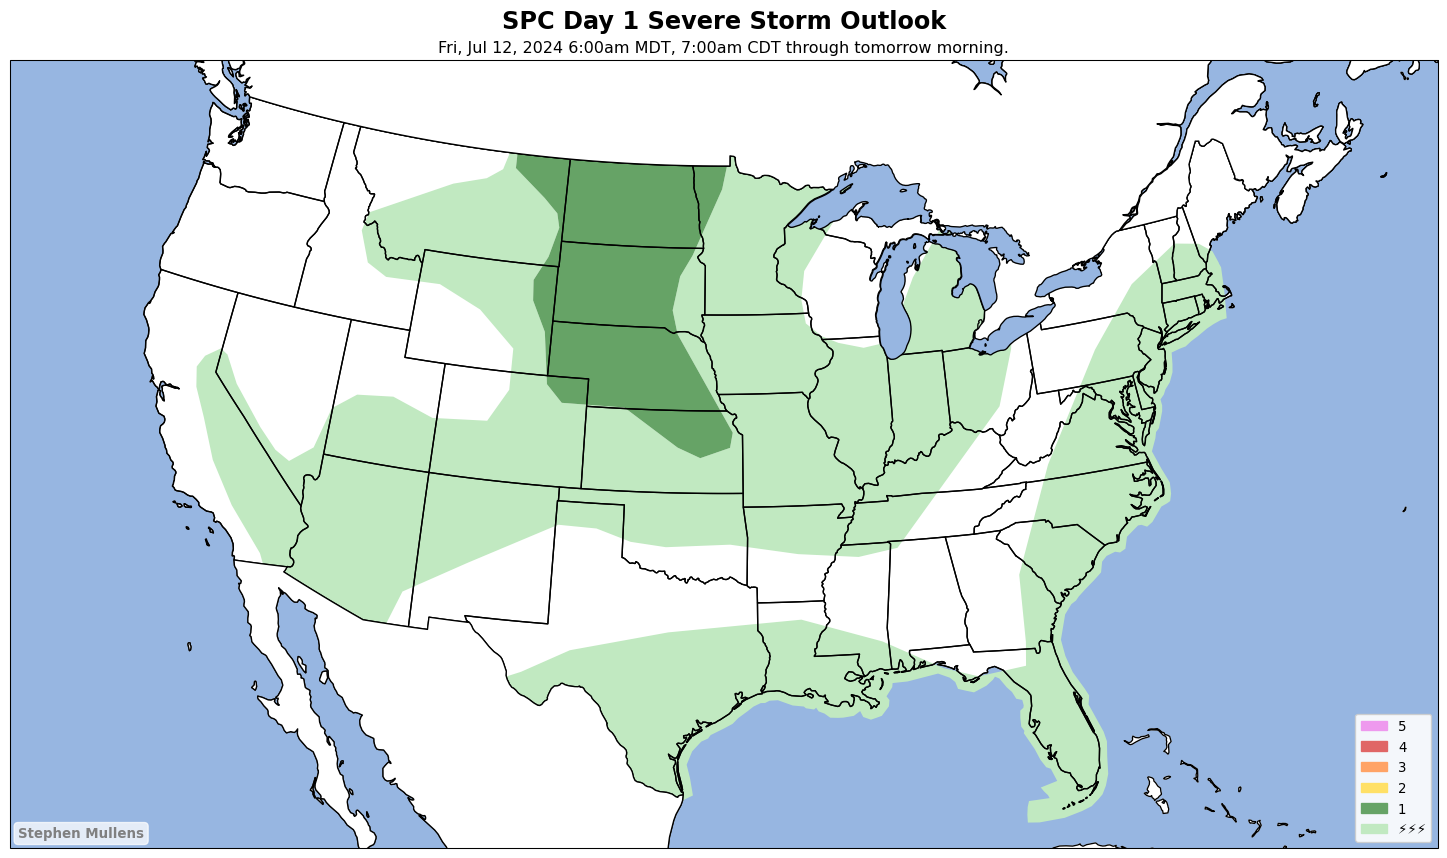 SPC Day 1 Severe Storm Outlook
Fri, Jul 12, 2024 6:00am MDT, 7:00am CDT through tomorrow morning.
5
4
3
2
1
⚡⚡⚡
Stephen Mullens